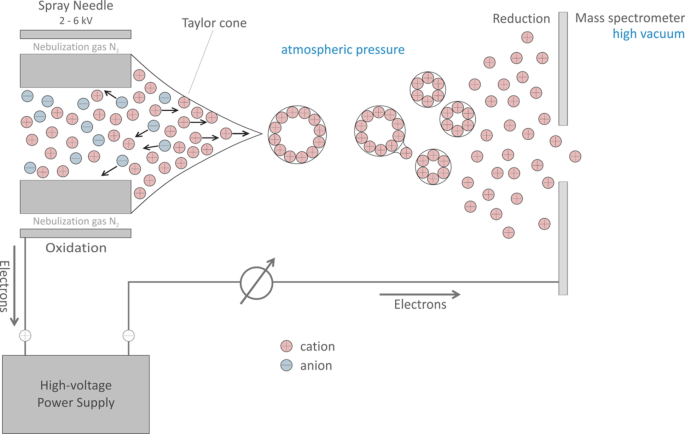 Spray Needle
2 - 6 kV
Nebulization gas N₂
Taylor cone
atmospheric pressure
Reduction
Mass spectrometer
high vacuum
Nebulization gas N₂
Oxidation
Electrons
Electrons
cation
anion
High-voltage
Power Supply